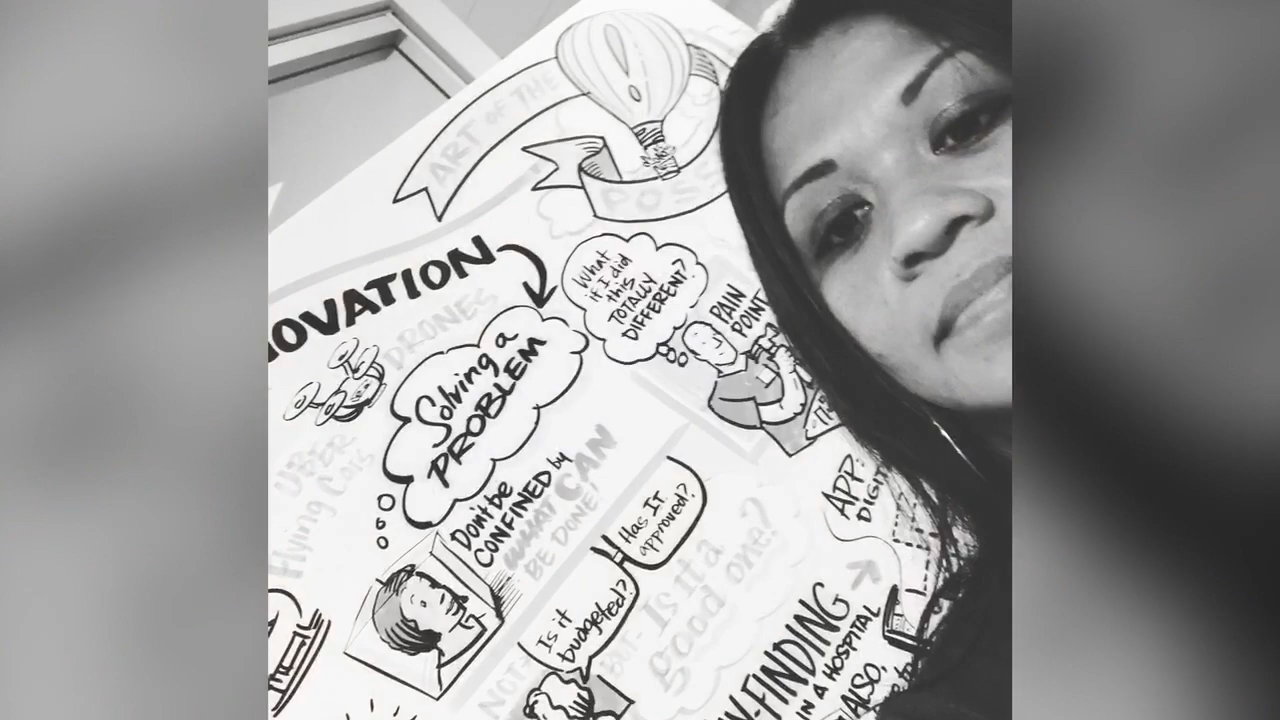 ART OF THE
POSS
NOVATION
DRONES
Solving a
PROBLEM
What
if I did
this
TOTALLY
DIFFERENT?
PAIN
POINT
UBER
Flying Cars
Don't be
CONFINED by
WHAT CAN
BE DONE!
Has It
approved?
Is it
budgeted?
NOT
BUT- Is It a
good one?
APP:
DIGIT
-FINDING
IN A HOSPITAL
ALSO,